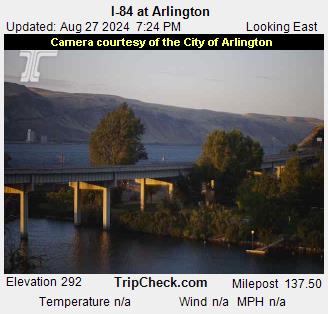 I-84 at Arlington
Updated: Aug 27 2024 7:24 PM Looking East
Camera courtesy of the City of Arlington
Elevation 292 TripCheck.com Milepost 137.50
Temperature n/a Wind n/a MPH n/a